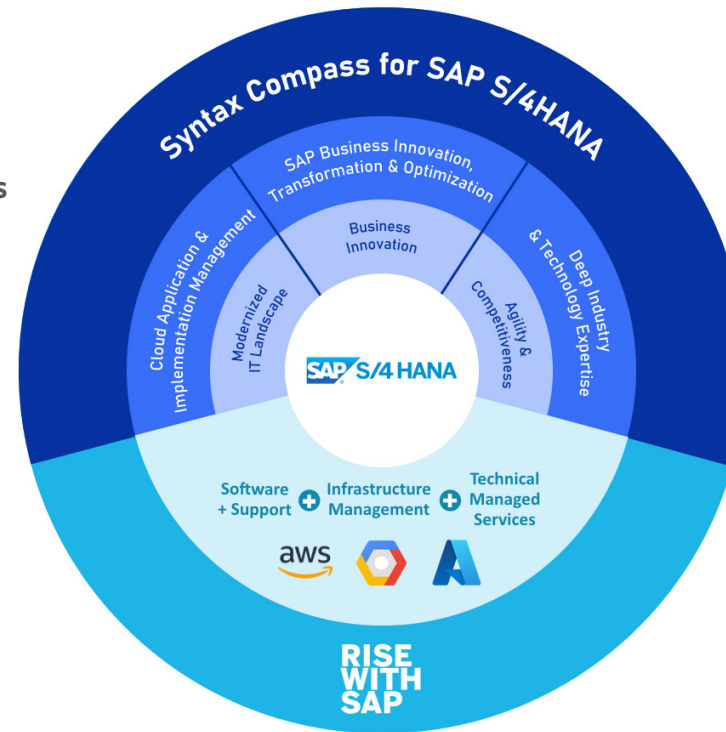 Syntax Compass for SAP S/4HANA
s
SAP Business Innovation,
Transformation & Optimization
Cloud Application &
Implementation Management
Deep Industry
& Technology Expertise
Business
Innovation
Modernized
IT Landscape
Agility &
Competitiveness
SAP S/4HANA
Software
+ Support
Infrastructure
Management
Technical
Managed
Services
aws
RISE
WITH
SAP